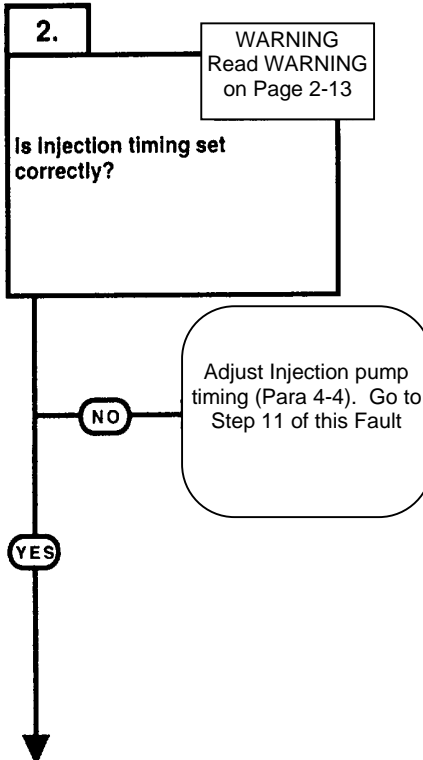 2.
WARNING
Read WARNING
on Page 2-13
Is injection timing set
correctly?
Adjust Injection pump
timing (Para 4-4). Go to
Step 11 of this Fault
NO
YES